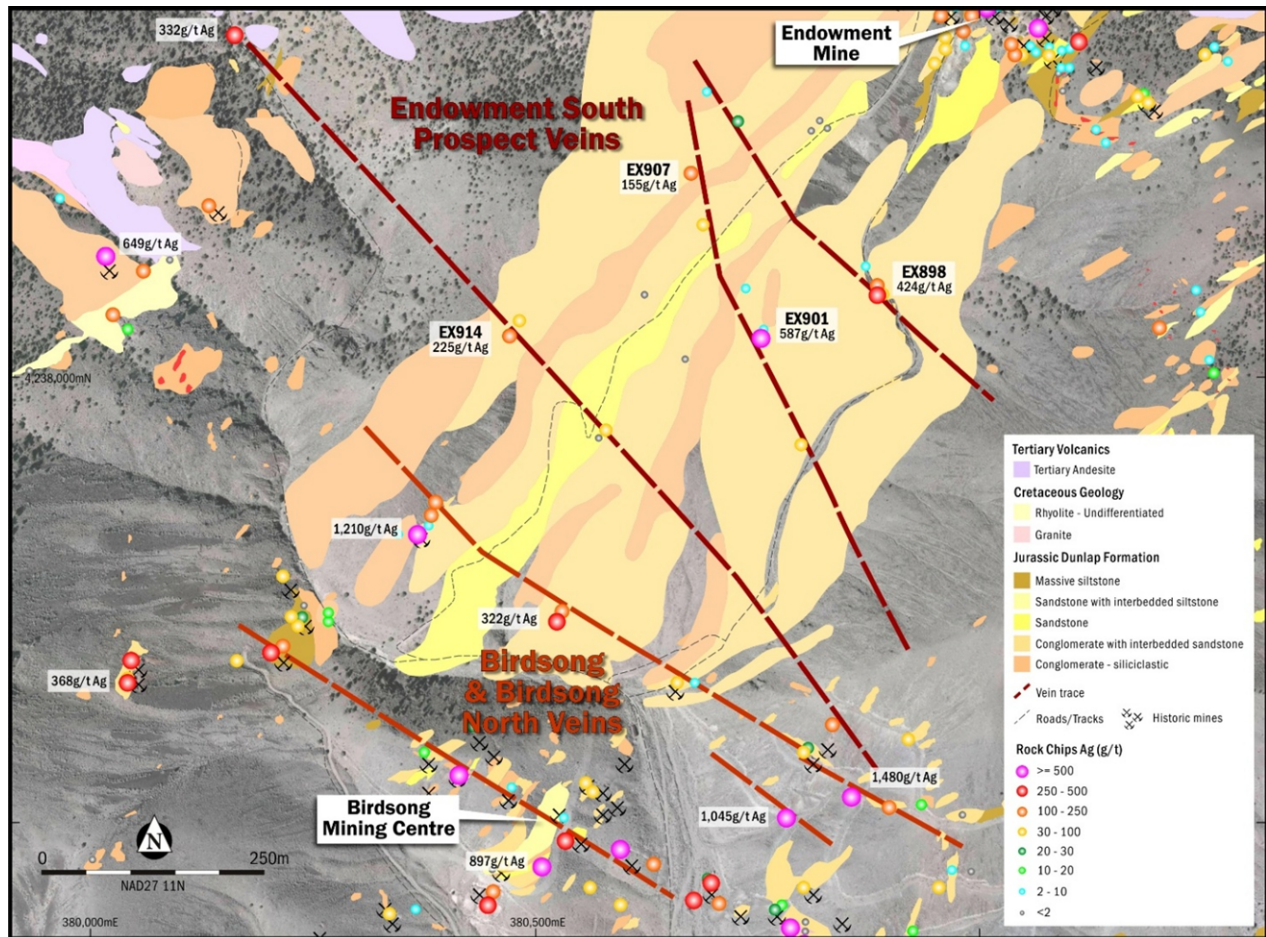 332g/t Ag
Endowment
Mine
Endowment South
Prospect Veins
EX907
155g/t Ag
649g/t Ag
EX898
424g/t Ag
EX914
225g/t Ag
EX901
587g/t Ag
4,238,000mN
1,210g/t Ag
322g/t Ag
Birdsong
& Birdsong
North Veins
368g/t Ag
1,480g/t Ag
Birdsong
Mining Centre
1,045g/t Ag
897g/t Ag
N
0
250m
NAD27 11N
380,000mE
380,500mE
Tertiary Volcanics
Tertiary Andesite
Cretaceous Geology
Rhyolite - Undifferentiated
Granite
Jurassic Dunlap Formation
Massive siltstone
Sandstone with interbedded siltstone
Sandstone
Conglomerate with interbedded sandstone
Conglomerate - siliciclastic
Vein trace
Roads/Tracks
Historic mines
Rock Chips Ag (g/t)
>= 500
250 - 500
100 - 250
30 - 100
20 - 30
10 - 20
2 - 10
<2